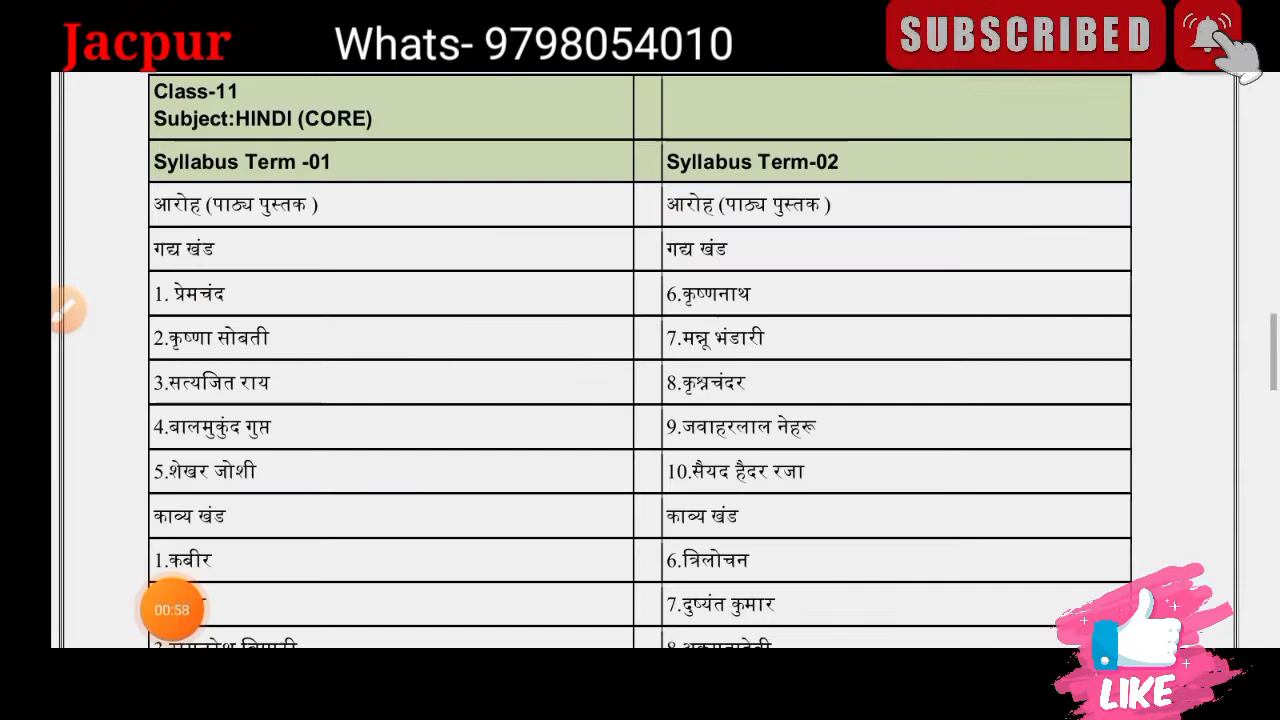 Jacpur
Whats- 9798054010
SUBSCRIBED
Class-11
Subject:HINDI (CORE)
Syllabus Term -01
Syllabus Term-02
आरोह (पाठ्य पुस्तक )
आरोह (पाठ्य पुस्तक )
गद्य खंड
गद्य खंड
1. प्रेमचंद
6.कृष्णनाथ
2.कृष्णा सोबती
7.मन्नू भंडारी
3.सत्यजित राय
8.कृश्नचंदर
4.बालमुकुंद गुप्त
9.जवाहरलाल नेहरू
5.शेखर जोशी
10.सैयद हैदर रजा
काव्य खंड
काव्य खंड
1.कबीर
6.त्रिलोचन
00:58
7.दुष्यंत कुमार
LIKE